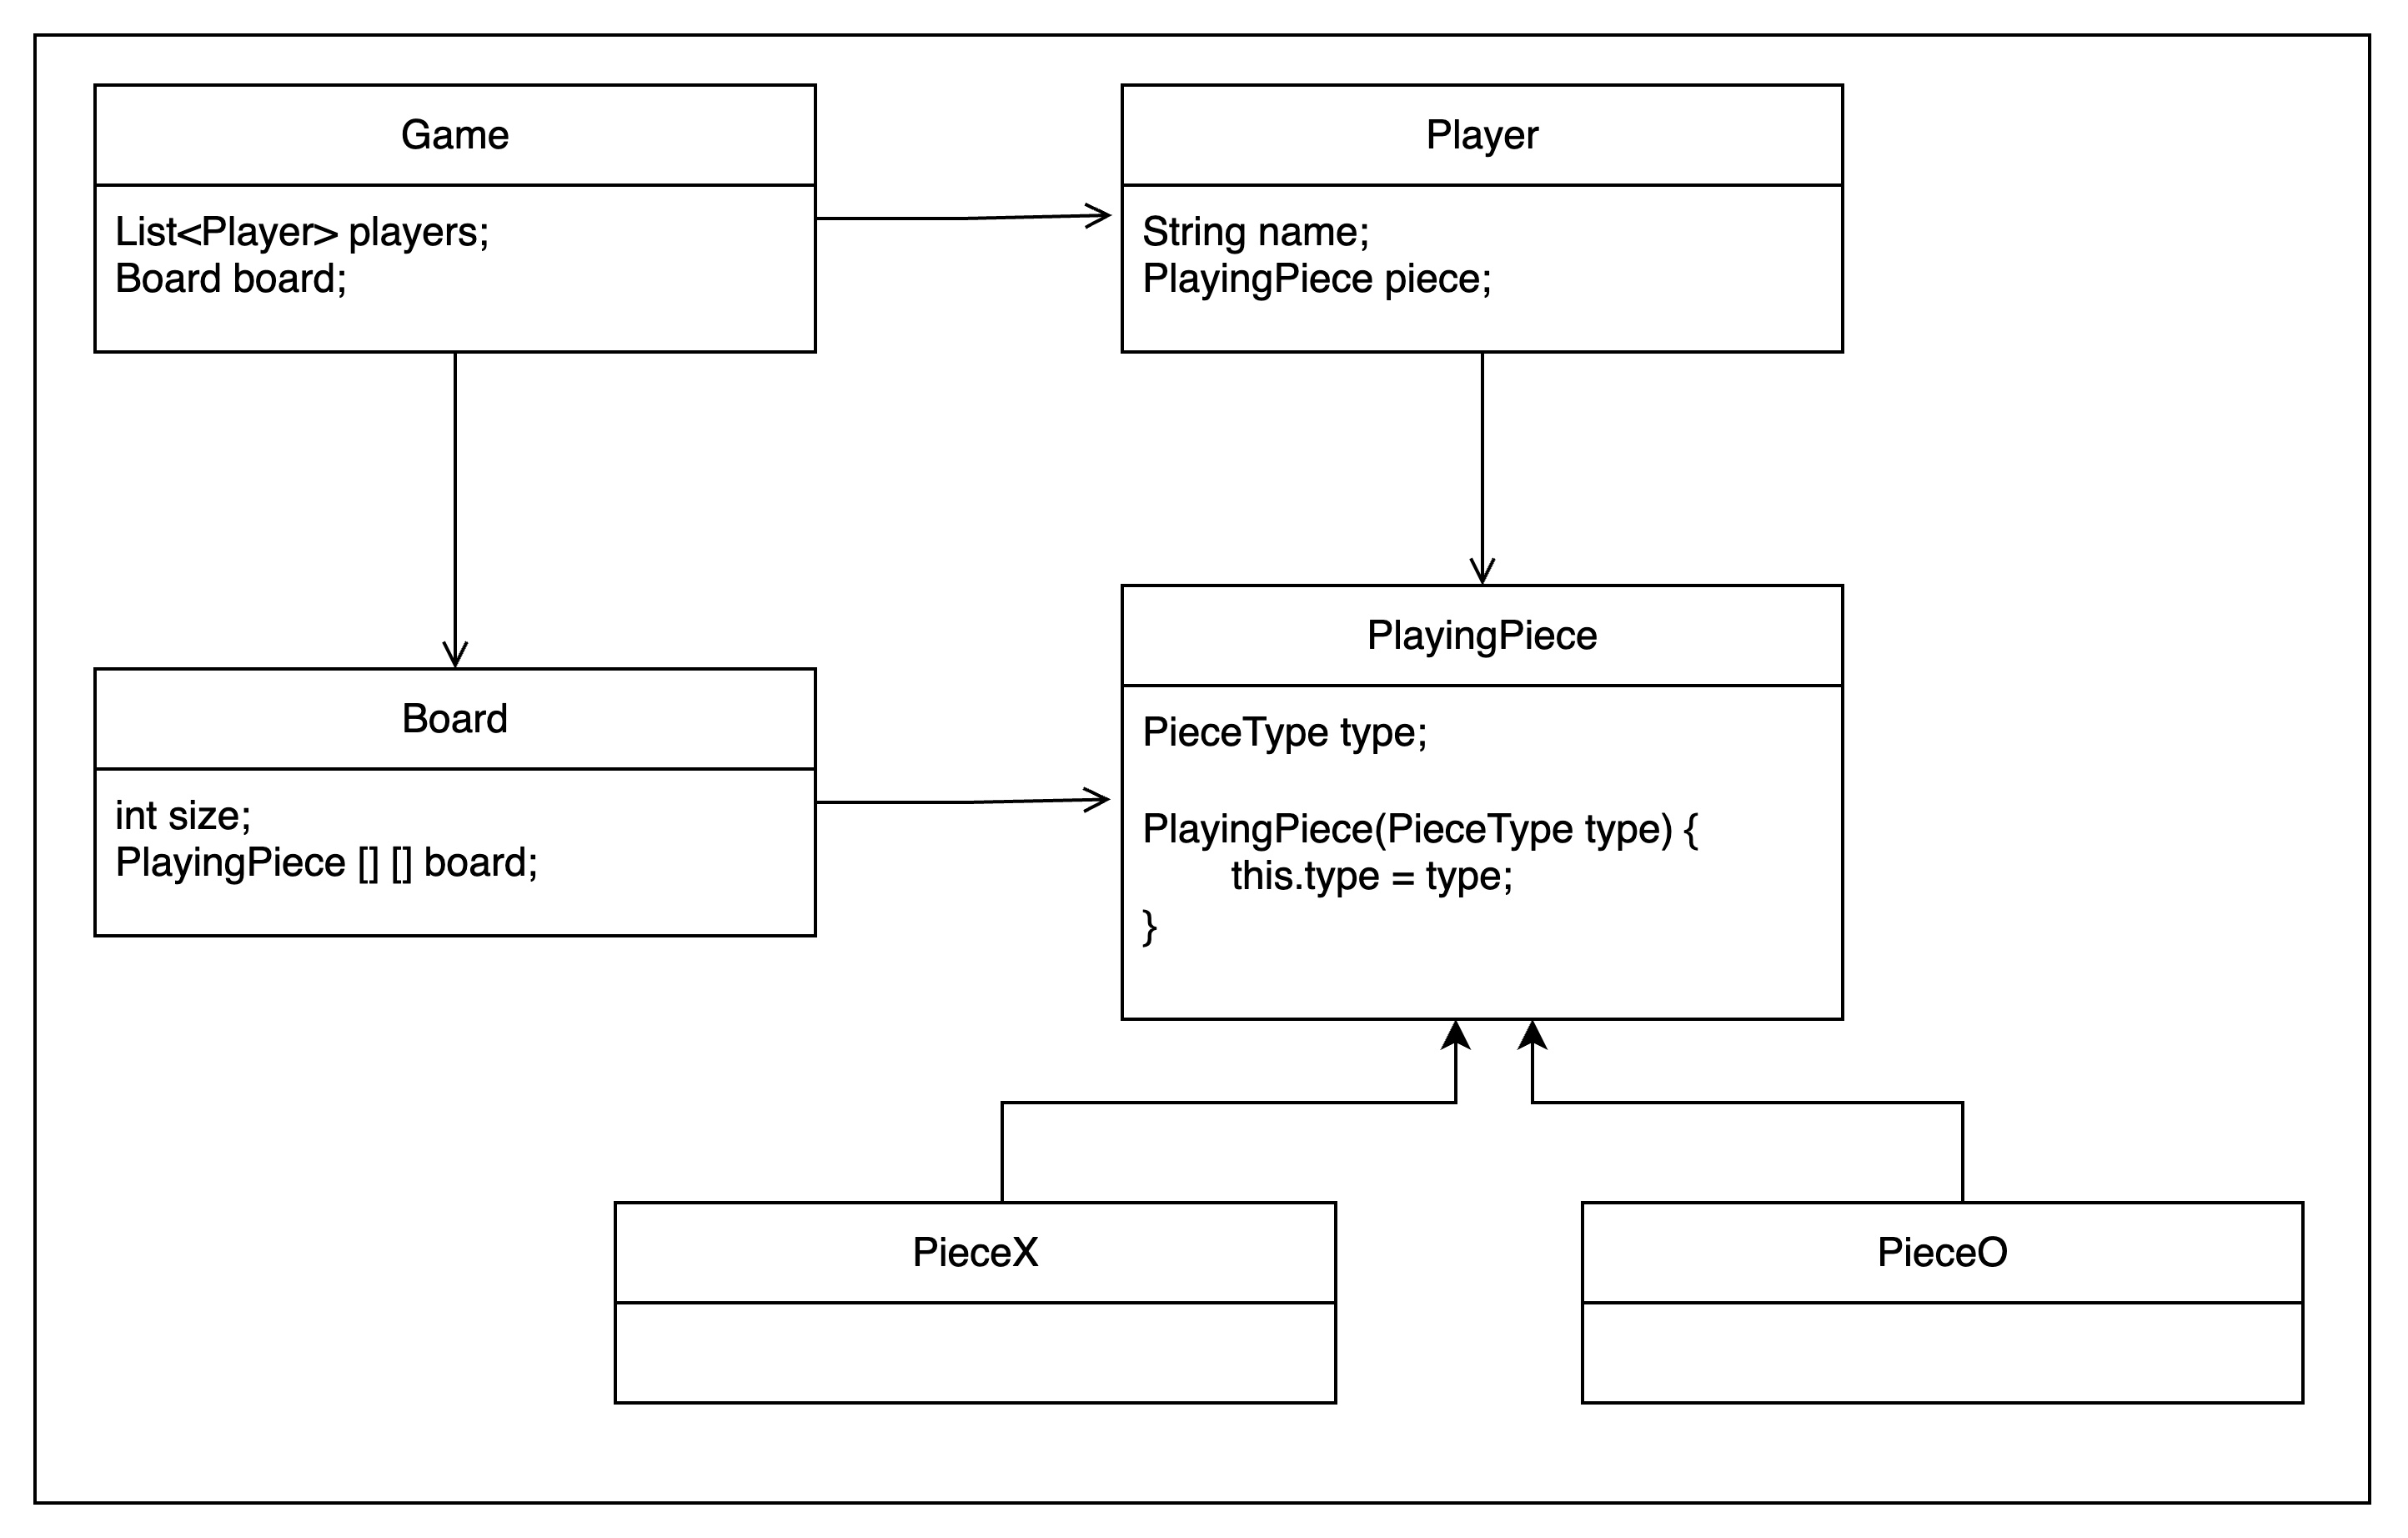 Game
List<Player> players;
Board board;
Player
String name;
PlayingPiece piece;
Board
int size;
PlayingPiece [] [] board;
PlayingPiece
PieceType type;
PlayingPiece(PieceType type) {
this.type = type;
}
PieceX
PieceO